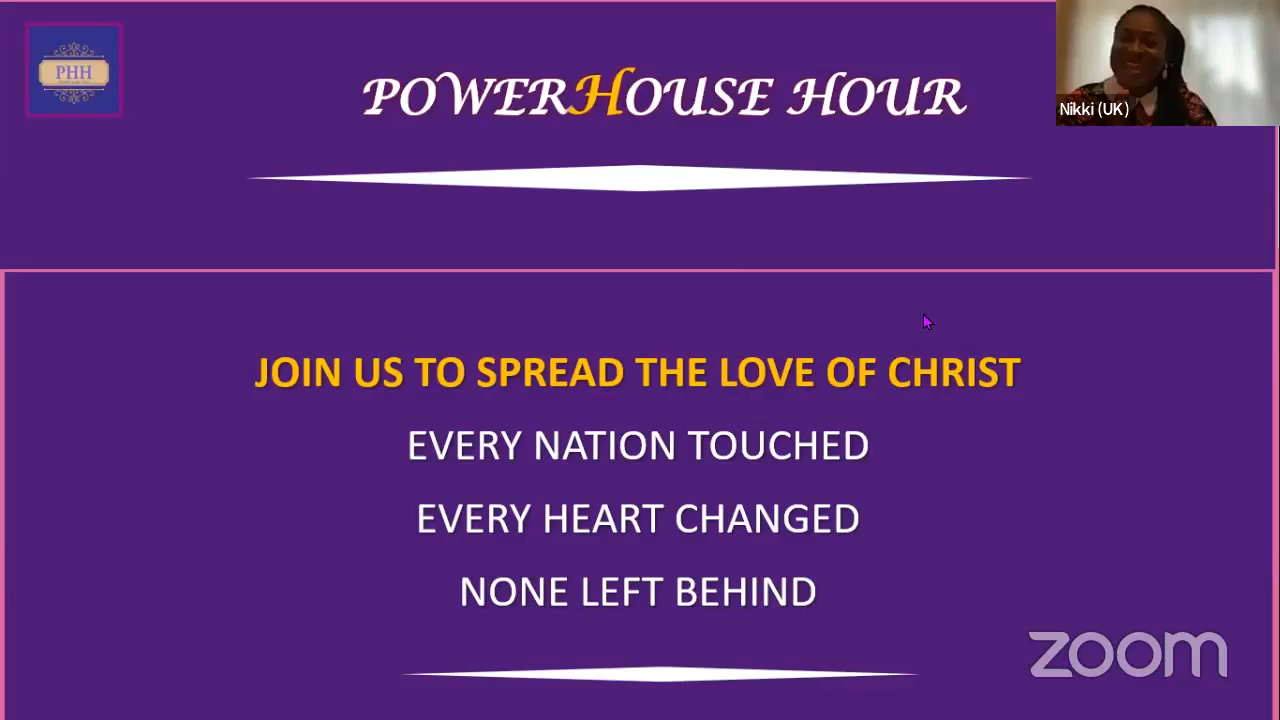 PHH
POWERHOUSE HOUR
Nikki (UK)
JOIN US TO SPREAD THE LOVE OF CHRIST
EVERY NATION TOUCHED
EVERY HEART CHANGED
NONE LEFT BEHIND
zoom